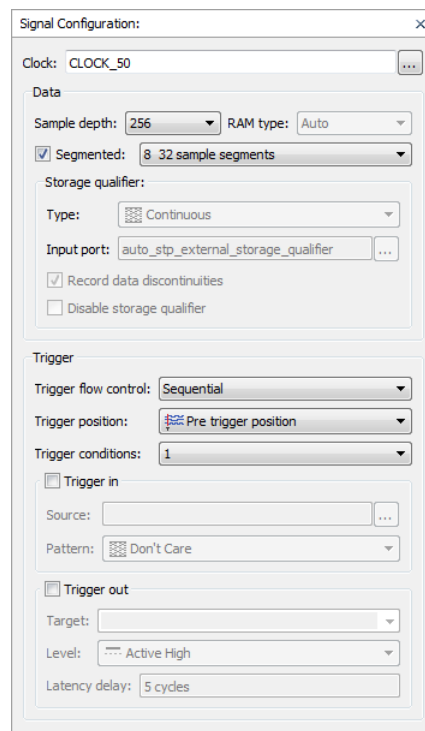 Signal Configuration:
Clock: CLOCK_50 ...
Data
Sample depth: 256 RAM type: Auto
Segmented: 8 32 sample segments
Storage qualifier:
Type: Continuous
Input port: auto_stp_external_storage_qualifier ...
Record data discontinuities
Disable storage qualifier
Trigger
Trigger flow control: Sequential
Trigger position: Pre trigger position
Trigger conditions: 1
Trigger in
Source: ...
Pattern: Don't Care
Trigger out
Target:
Level: Active High
Latency delay: 5 cycles